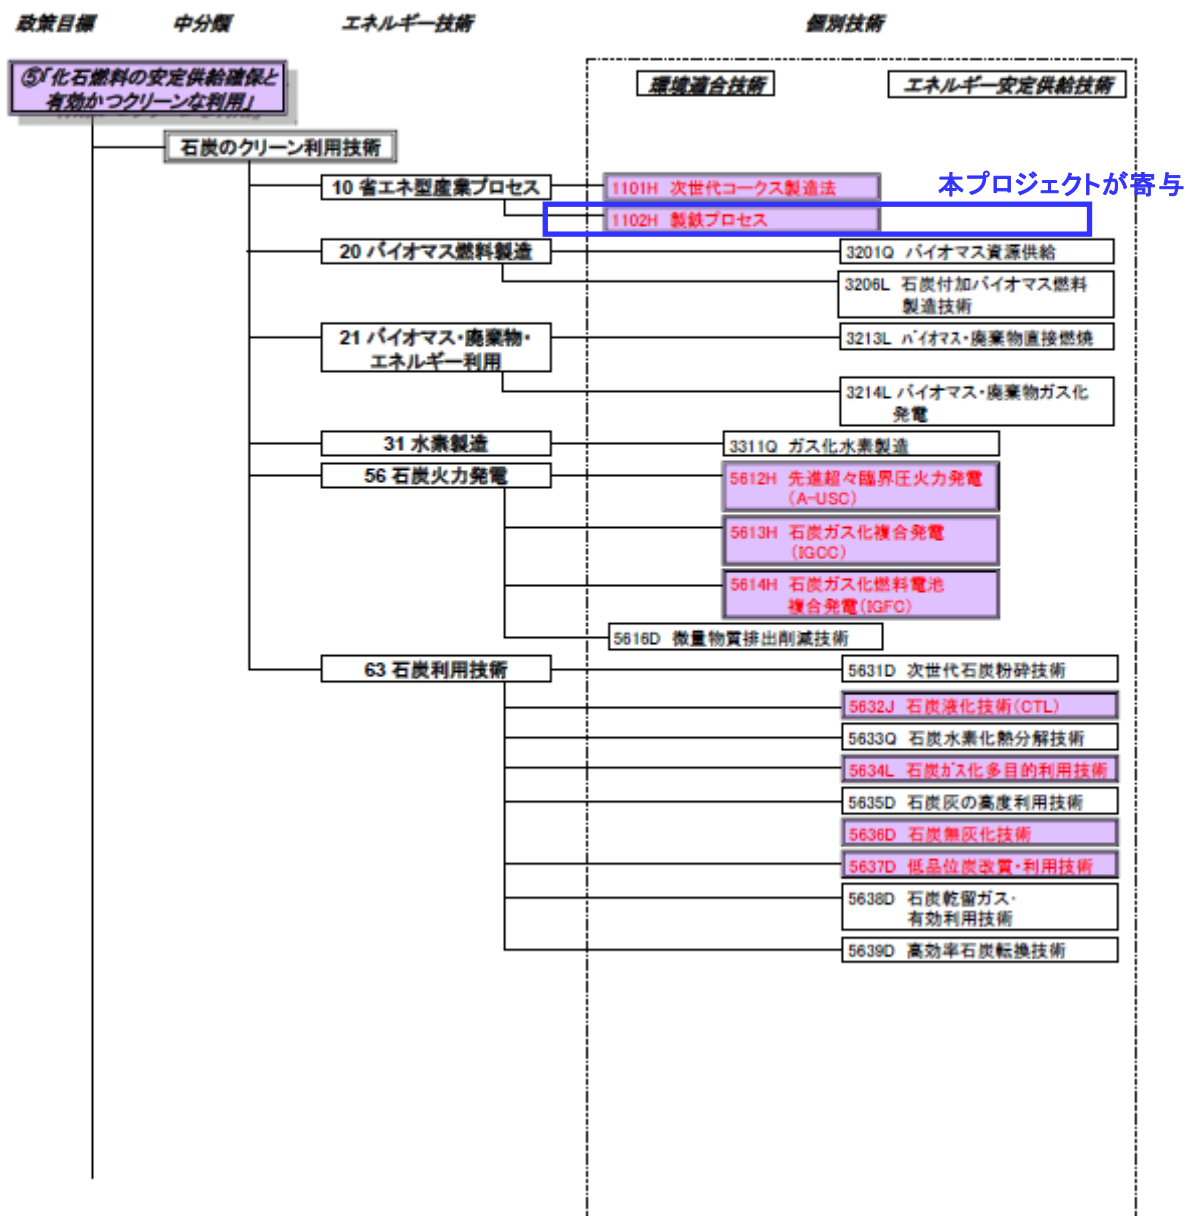 政策目標
中分類
エネルギー技術
個別技術
⑤「化石燃料の安定供給確保と
有効かつクリーンな利用」
環境適合技術
エネルギー安定供給技術
石炭のクリーン利用技術
10 省エネ型産業プロセス
1101H 次世代コークス製造法
本プロジェクトが寄与
1102H 製鉄プロセス
20 バイオマス燃料製造
3201Q バイオマス資源供給
3206L 石炭付加バイオマス燃料
製造技術
21 バイオマス・廃棄物・
エネルギー利用
3213L バイオマス・廃棄物直接燃焼
3214L バイオマス・廃棄物ガス化
発電
31 水素製造
3311Q ガス化水素製造
56 石炭火力発電
5612H 先進超々臨界圧火力発電
(A-USC)
5613H 石炭ガス化複合発電
(IGCC)
5614H 石炭ガス化燃料電池
複合発電(IGFC)
5616D 微量物質排出削減技術
63 石炭利用技術
5631D 次世代石炭粉砕技術
5632J 石炭液化技術(CTL)
5633Q 石炭水素化熱分解技術
5634L 石炭ガス化多目的利用技術
5635D 石炭灰の高度利用技術
5636D 石炭無灰化技術
5637D 低品位炭改質・利用技術
5638D 石炭乾留ガス・
有効利用技術
5639D 高効率石炭転換技術